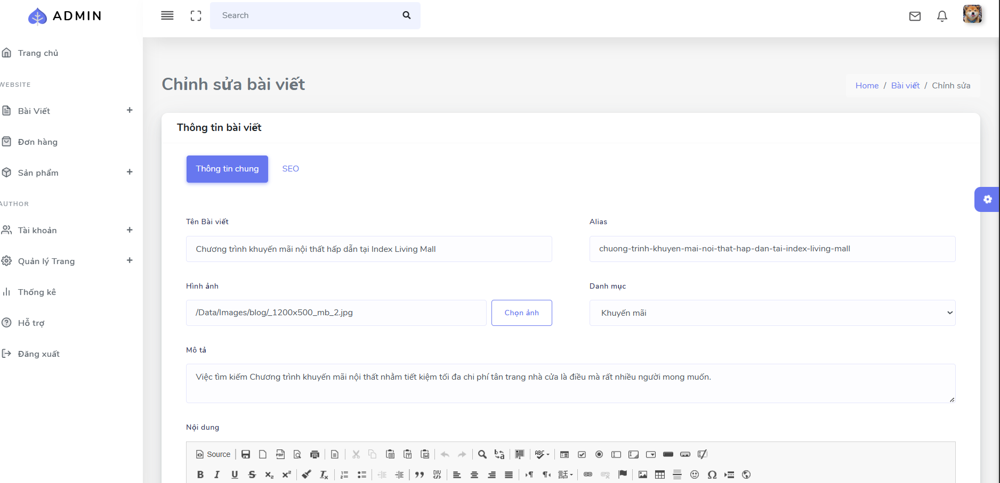 ADMIN
Search
Trang chủ
WEBSITE
Bài Viết
Đơn hàng
Sản phẩm
AUTHOR
Tài khoản
Quản lý Trang
Thống kê
Hỗ trợ
Đăng xuất
Chỉnh sửa bài viết
Home / Bài viết / Chỉnh sửa
Thông tin bài viết
Thông tin chung
SEO
Tên Bài viết
Chương trình khuyến mãi nội thất hấp dẫn tại Index Living Mall
Alias
chuong-trinh-khuyen-mai-noi-that-hap-dan-tai-index-living-mall
Hình ảnh
/Data/Images/blog/_1200x500_mb_2.jpg
Chọn ảnh
Danh mục
Khuyến mãi
Mô tả
Việc tìm kiếm Chương trình khuyến mãi nội thất nhằm tiết kiệm tối đa chi phí tân trang nhà cửa là điều mà rất nhiều người mong muốn.
Nội dung
Source